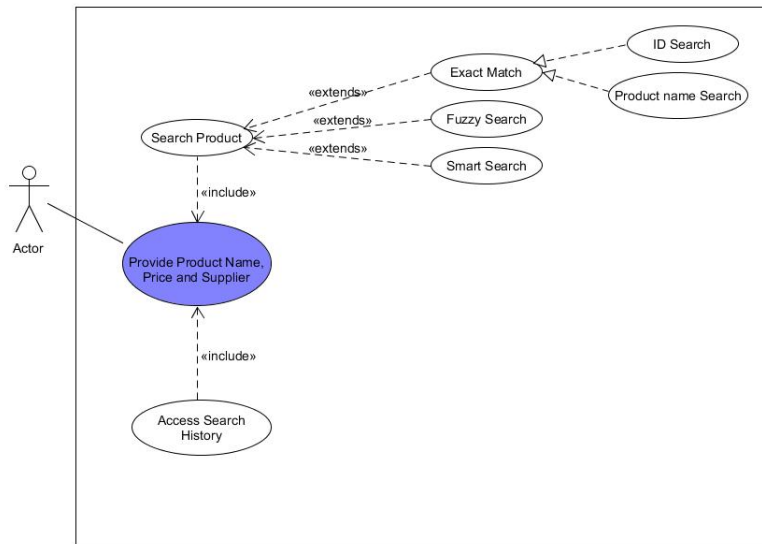 ID Search
Exact Match
Product name Search
«extends»
Fuzzy Search
«extends»
Search Product
«extends»
Smart Search
«include»
Actor
Provide Product Name,
Price and Supplier
«include»
Access Search
History